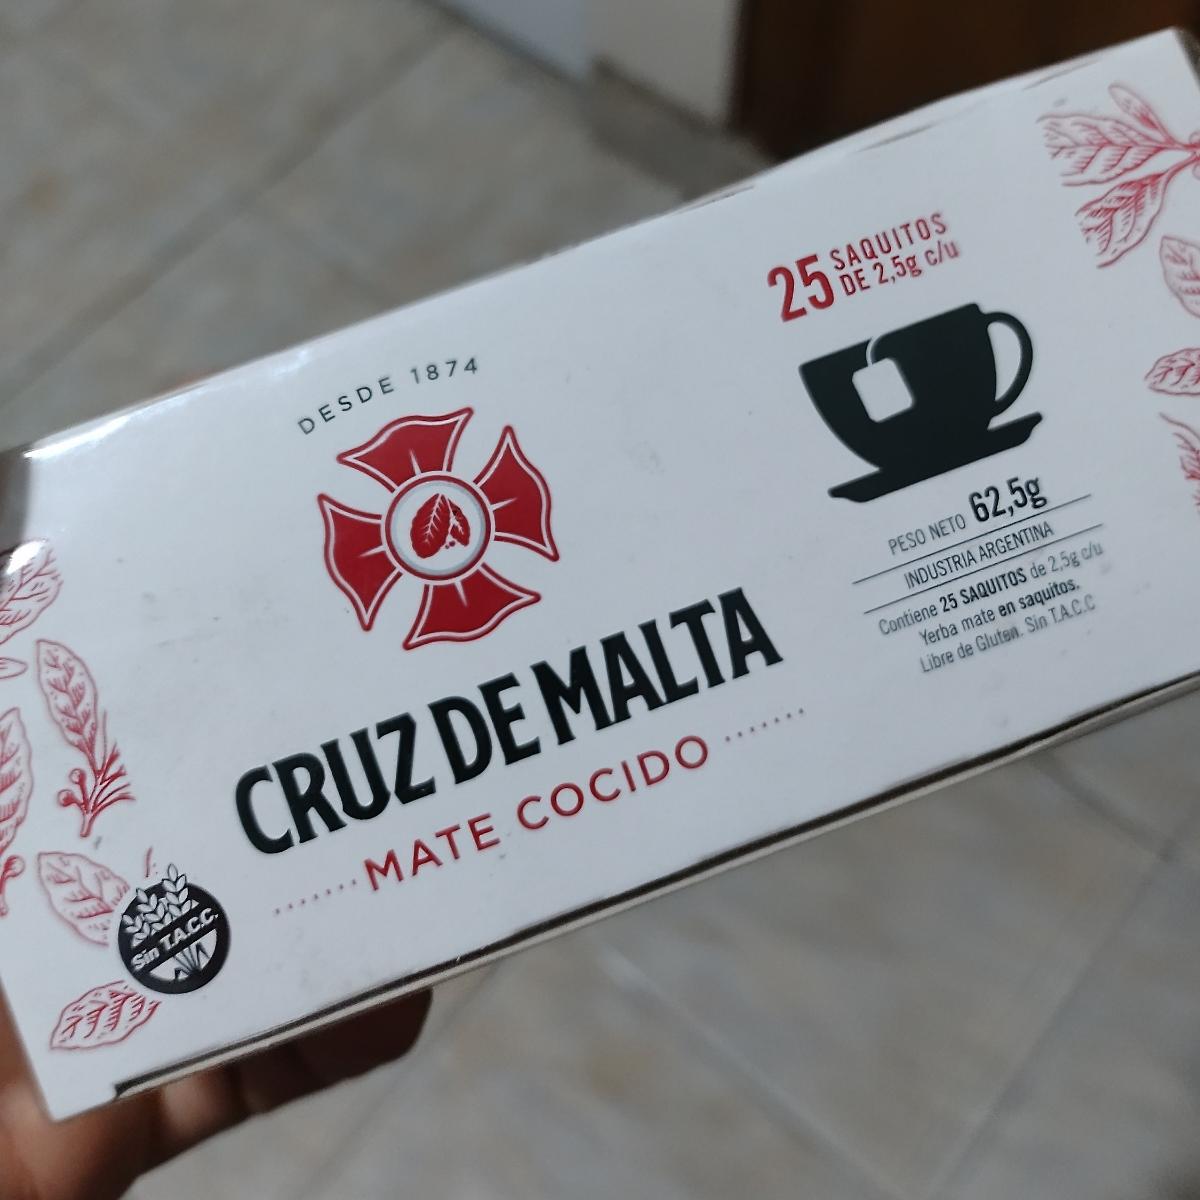 DESDE 1874
CRUZ DE MALTA
MATE COCIDO
Sin T.A.C.C.
25 SAQUITOS
DE 2,5g c/u
PESO NETO 62,5g
INDUSTRIA ARGENTINA
Contiene 25 SAQUITOS de 2,5g c/u
Yerba mate en saquitos.
Libre de Gluten. Sin T.A.C.C